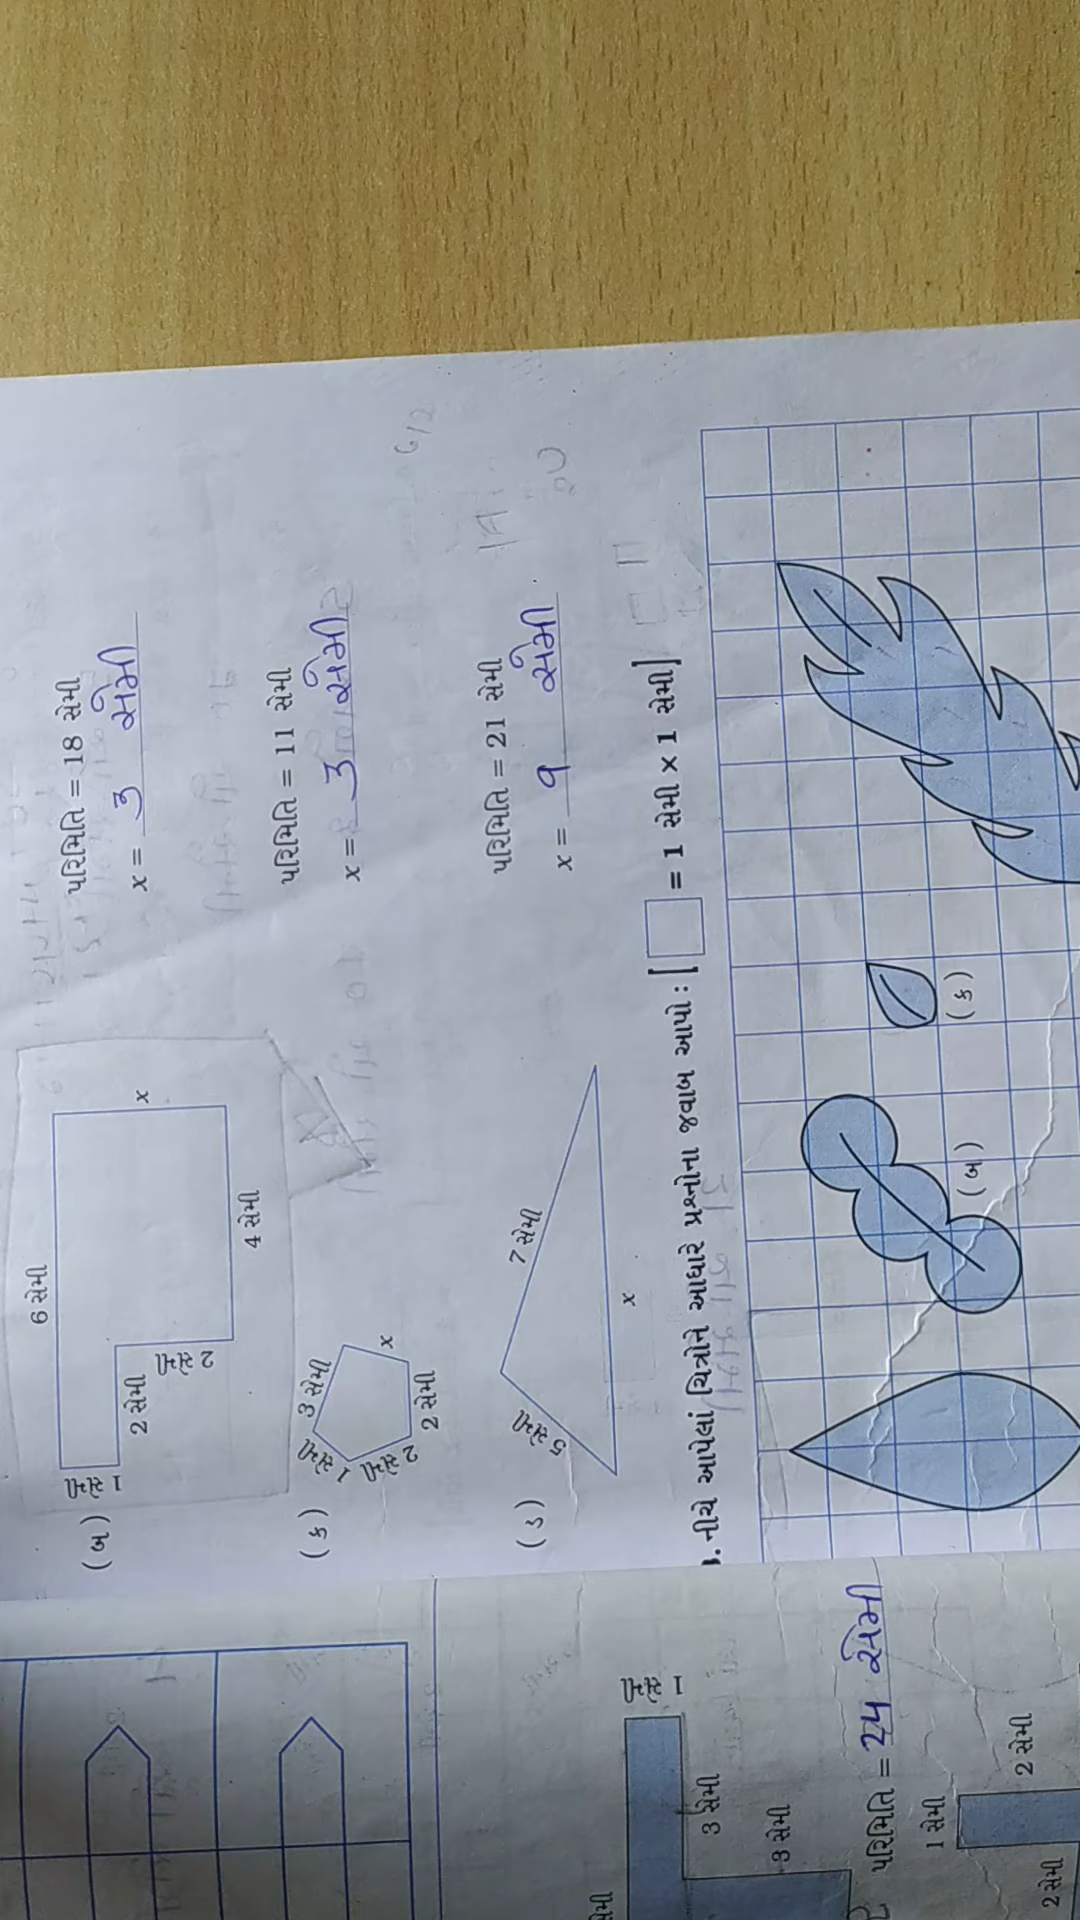 (બ)
6 સેમી
1 સેમી
2 સેમી
2 સેમી
4 સેમી
x
પરિમિતિ = 18 સેમી
x = 3 સેમી
(ક)
3 સેમી
1 સેમી
2 સેમી
2 સેમી
x
પરિમિતિ = 11 સેમી
x = 3 સેમી
(ડ)
5 સેમી
7 સેમી
x
પરિમિતિ = 21 સેમી
x = 9 સેમી
. નીચે આપેલાં ચિત્રોને આધારે પ્રશ્નોના જવાબ આપો : [ = 1 સેમી × 1 સેમી]
(બ)
(ક)
1 સેમી
3 સેમી
3 સેમી
સેમી
પરિમિતિ = 24 સેમી
1 સેમી
2 સેમી
2 સેમી